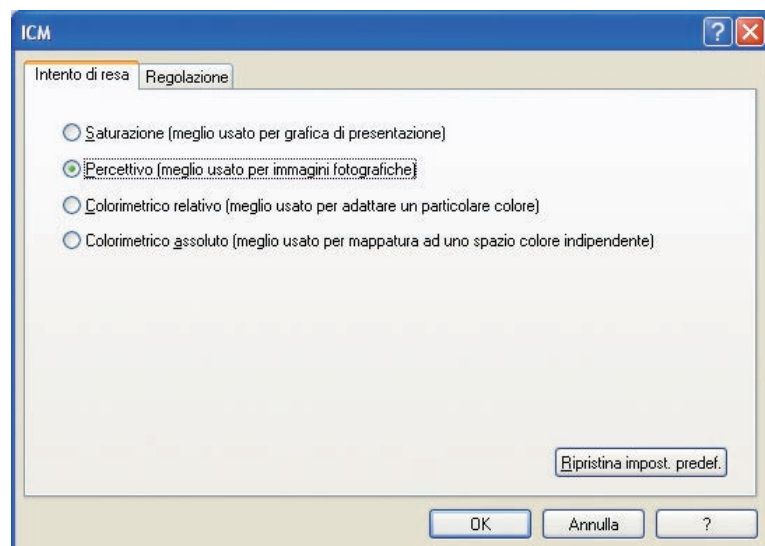 ICM
Intento di resa
Regolazione
Saturazione (meglio usato per grafica di presentazione)
Percettivo (meglio usato per immagini fotografiche)
Colorimetrico relativo (meglio usato per adattare un particolare colore)
Colorimetrico assoluto (meglio usato per mappatura ad uno spazio colore indipendente)
Ripristina impost. predef.
OK
Annulla
?